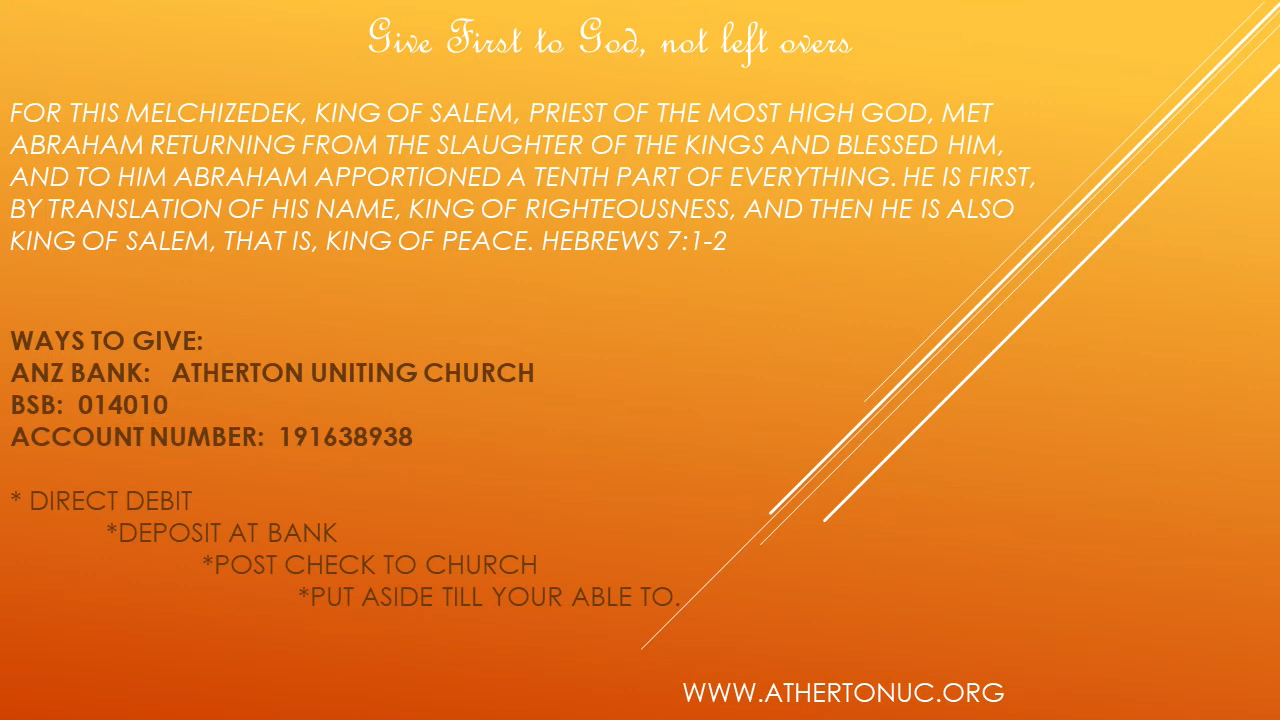 Give First to God, not left overs
FOR THIS MELCHIZEDEK, KING OF SALEM, PRIEST OF THE MOST HIGH GOD, MET
ABRAHAM RETURNING FROM THE SLAUGHTER OF THE KINGS AND BLESSED HIM,
AND TO HIM ABRAHAM APPORTIONED A TENTH PART OF EVERYTHING. HE IS FIRST,
BY TRANSLATION OF HIS NAME, KING OF RIGHTEOUSNESS, AND THEN HE IS ALSO
KING OF SALEM, THAT IS, KING OF PEACE. HEBREWS 7:1-2
WAYS TO GIVE:
ANZ BANK: ATHERTON UNITING CHURCH
BSB: 014010
ACCOUNT NUMBER: 191638938
* DIRECT DEBIT
*DEPOSIT AT BANK
*POST CHECK TO CHURCH
*PUT ASIDE TILL YOUR ABLE TO.
WWW.ATHERTONUC.ORG